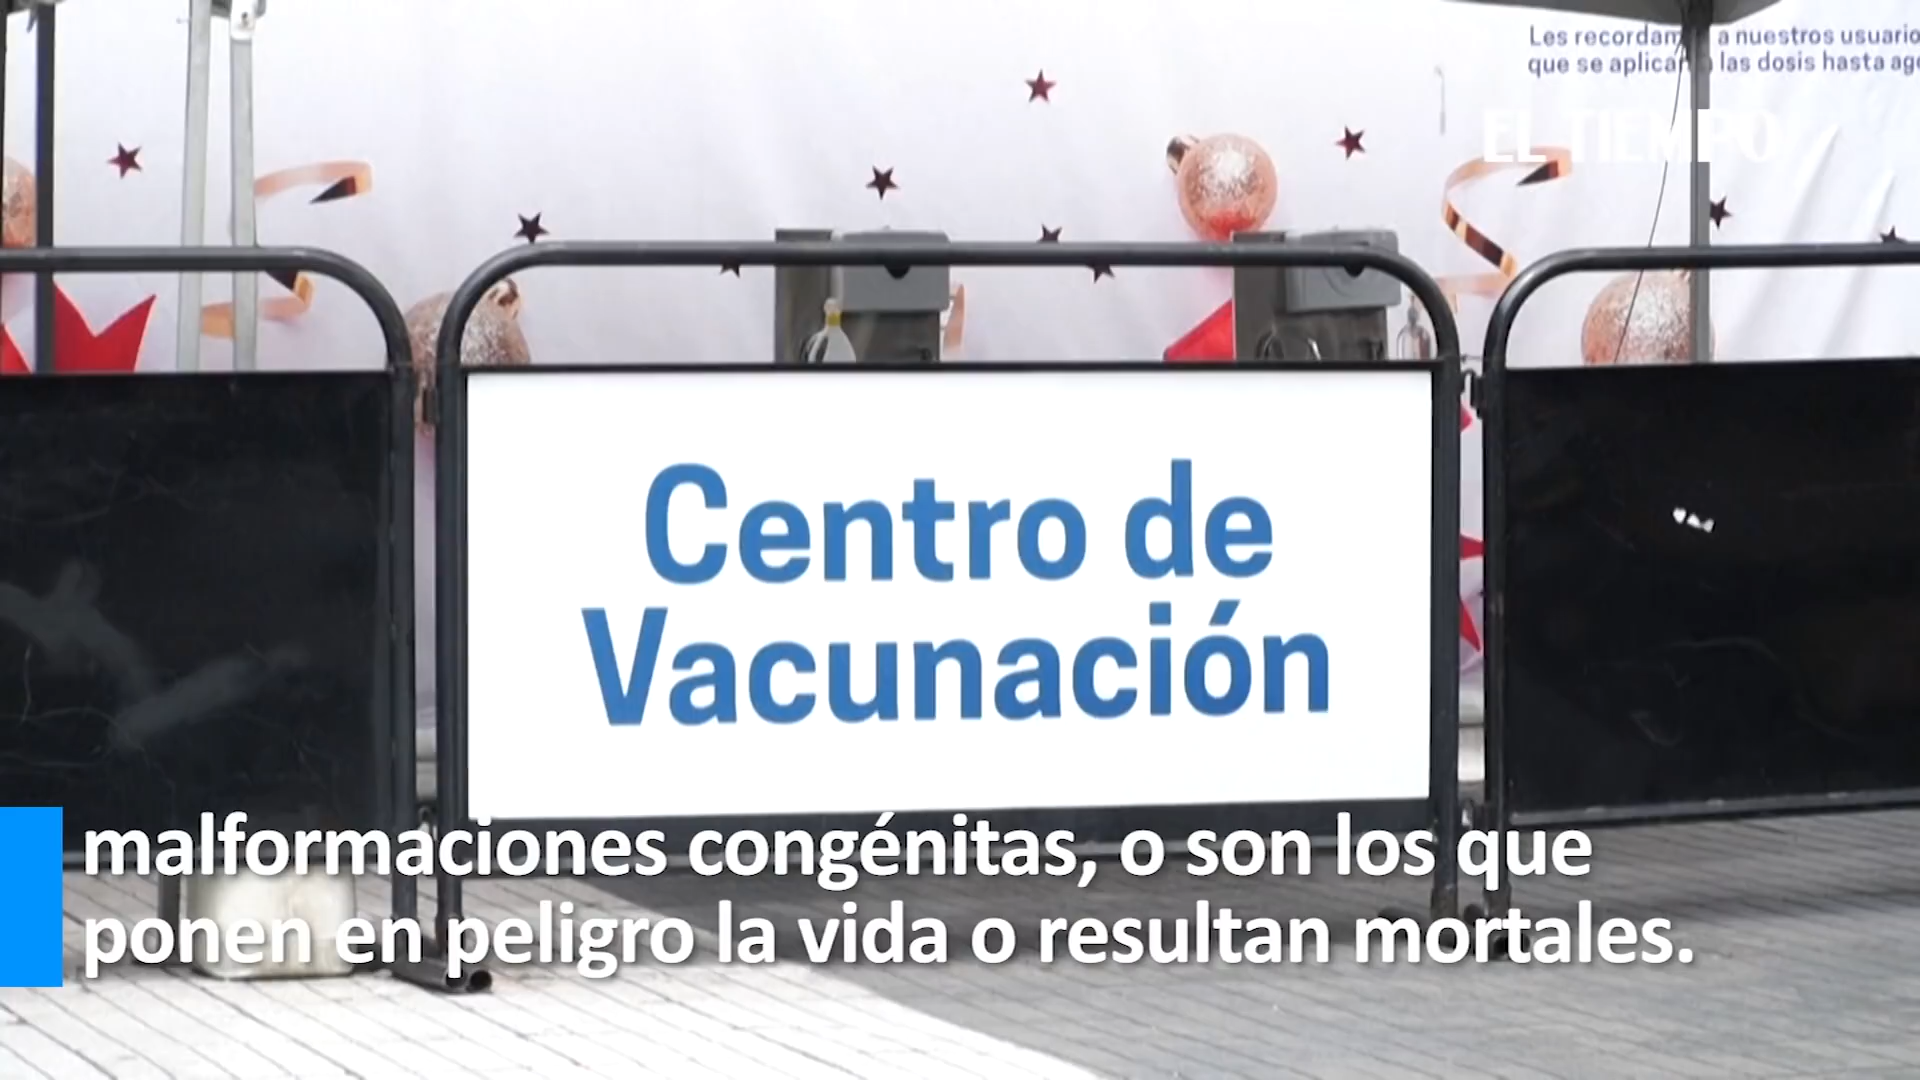 Les recordam a nuestros usuario
que se aplicar las dosis hasta ago
EL TIEMPO
Centro de
Vacunación
malformaciones congénitas, o son los que
ponen en peligro la vida o resultan mortales.